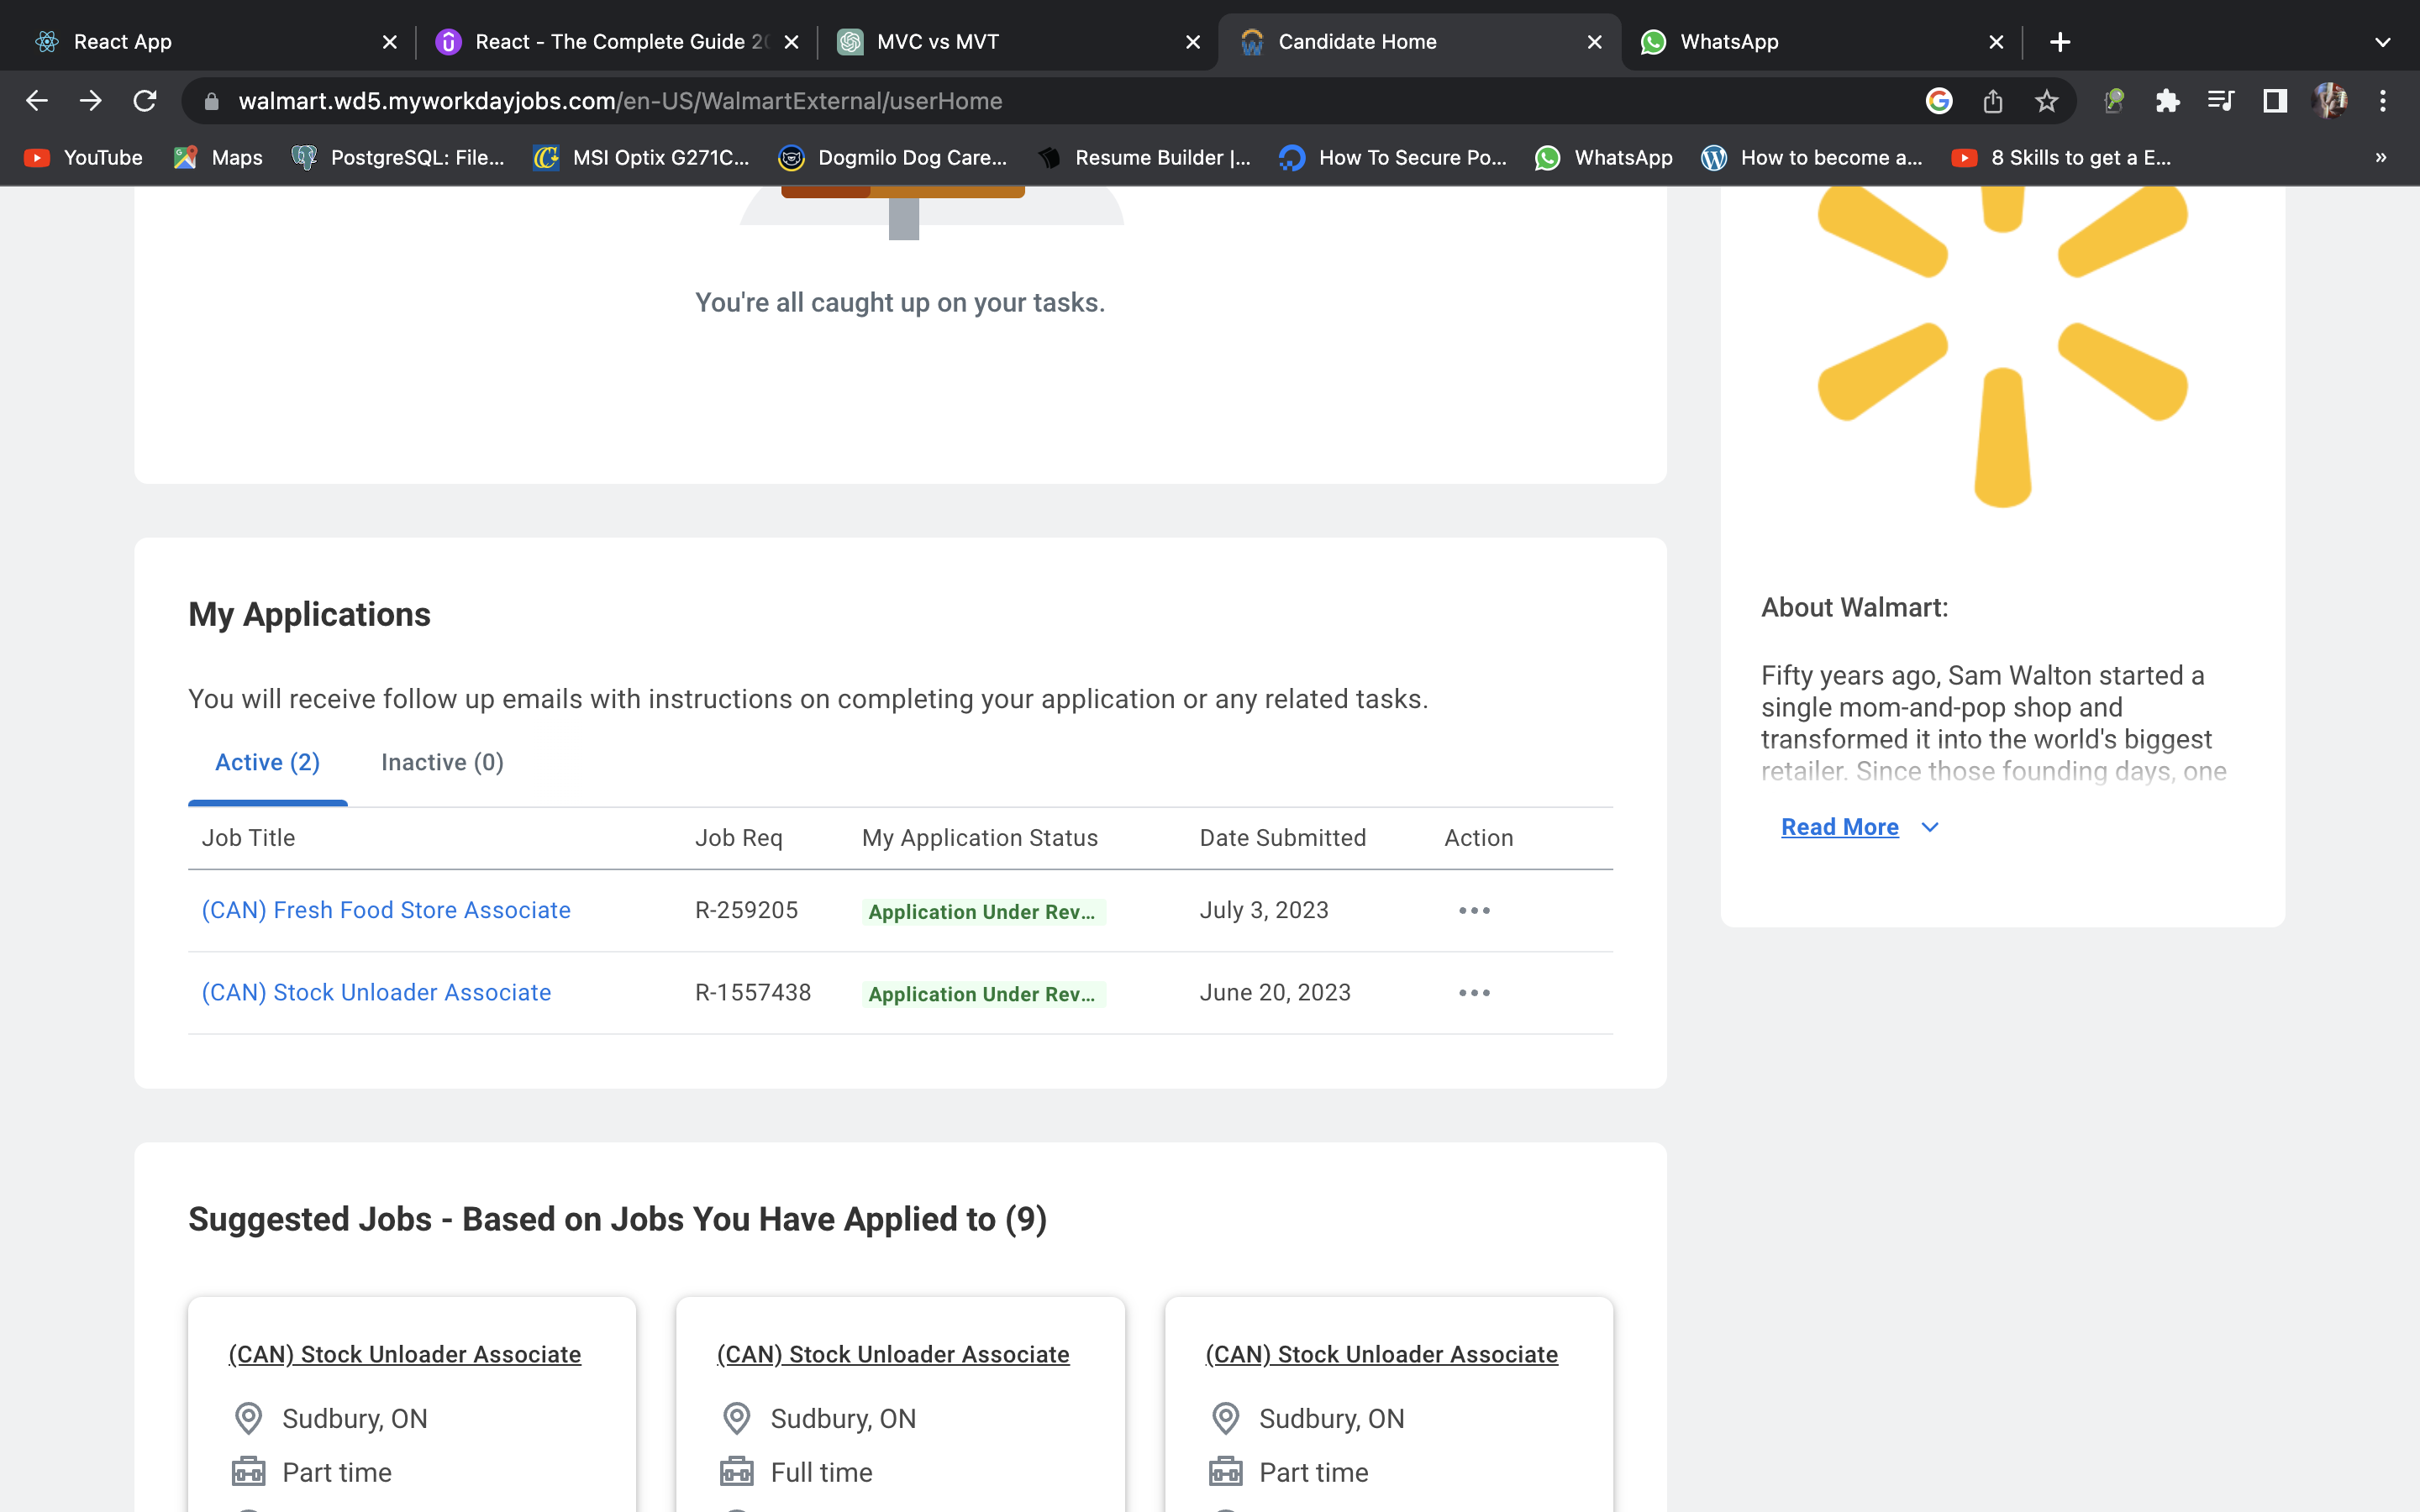 React App
React - The Complete Guide
MVC vs MVT
Candidate Home
WhatsApp
walmart.wd5.myworkdayjobs.com/en-US/WalmartExternal/userHome
YouTube
Maps
PostgreSQL: File...
MSI Optix G271C...
Dogmilo Dog Care...
Resume Builder |...
How To Secure Po...
WhatsApp
How to become a...
8 Skills to get a E...
»
You're all caught up on your tasks.
My Applications
You will receive follow up emails with instructions on completing your application or any related tasks.
Active (2) Inactive (0)
Job Title Job Req My Application Status Date Submitted Action
(CAN) Fresh Food Store Associate R-259205 Application Under Rev... July 3, 2023
(CAN) Stock Unloader Associate R-1557438 Application Under Rev... June 20, 2023
Suggested Jobs - Based on Jobs You Have Applied to (9)
(CAN) Stock Unloader Associate
Sudbury, ON
Part time
(CAN) Stock Unloader Associate
Sudbury, ON
Full time
(CAN) Stock Unloader Associate
Sudbury, ON
Part time
About Walmart:
Fifty years ago, Sam Walton started a
single mom-and-pop shop and
transformed it into the world's biggest
retailer. Since those founding days, one
Read More